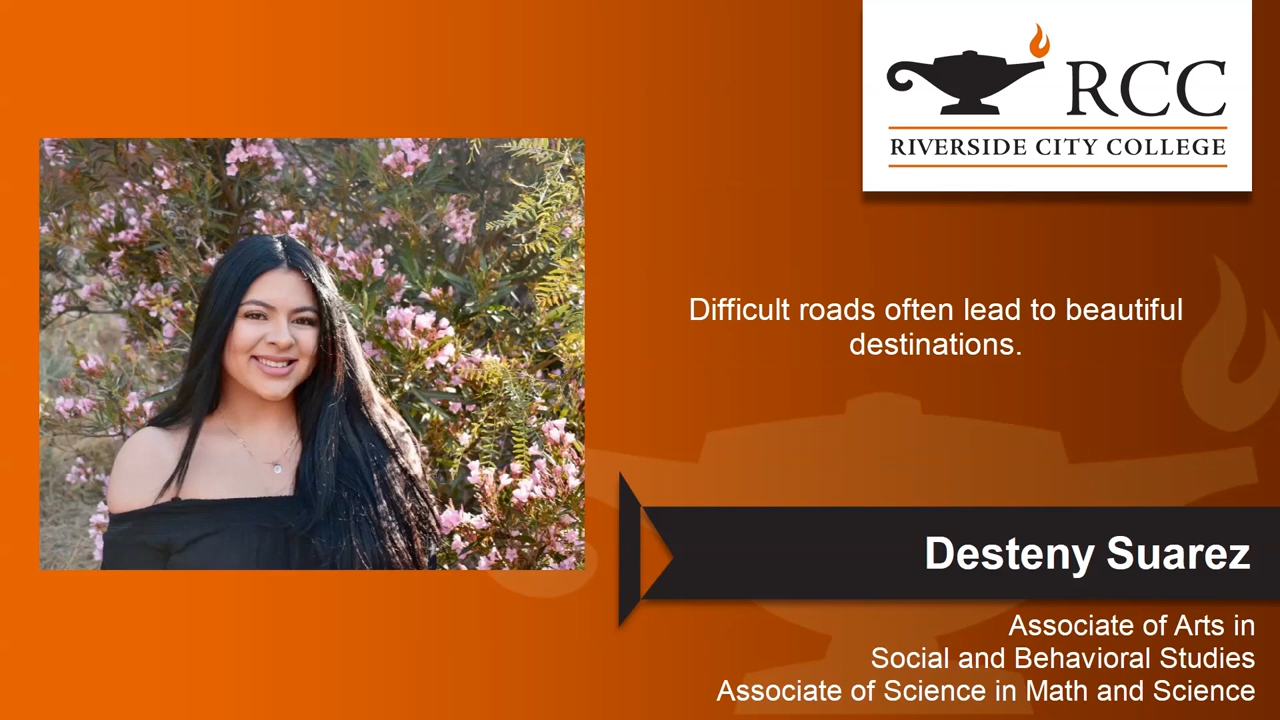 RCC
RIVERSIDE CITY COLLEGE
Difficult roads often lead to beautiful
destinations.
Desteny Suarez
Associate of Arts in
Social and Behavioral Studies
Associate of Science in Math and Science